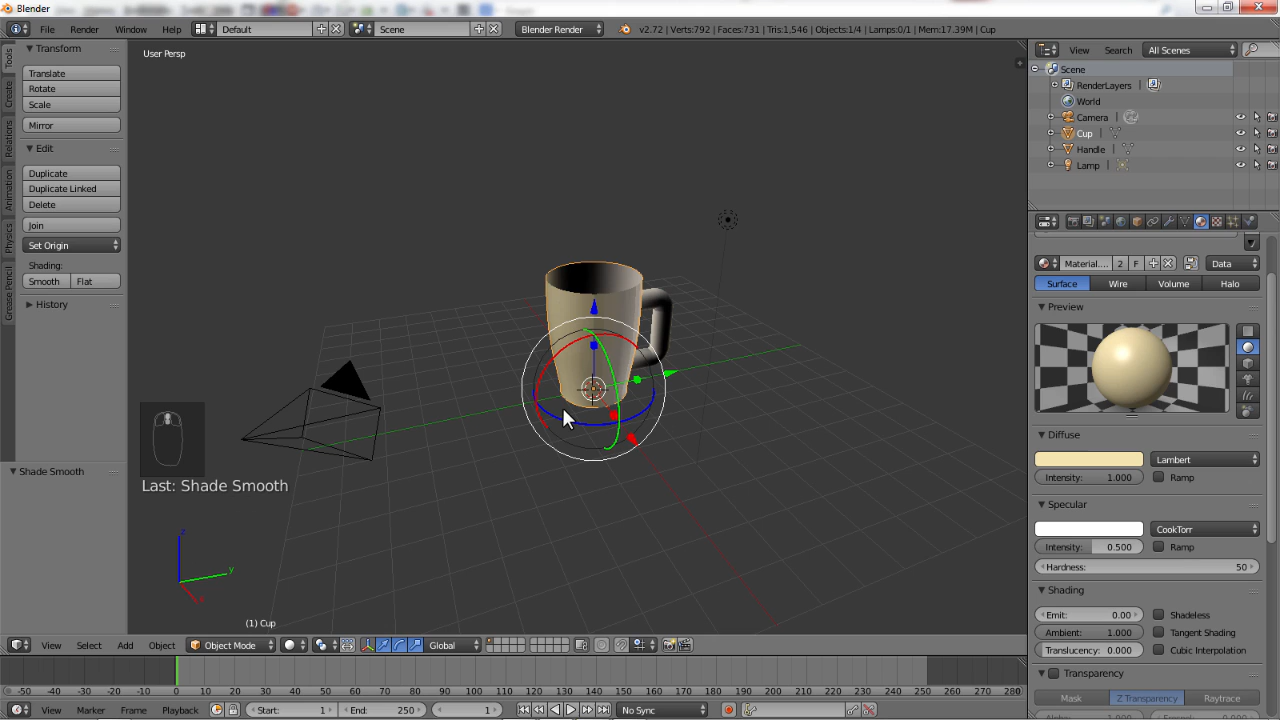 Blender
File Render Window Help Default Scene Blender Render v2.72 | Verts:792 | Faces:731 | Tris:1,546 | Objects:1/4 | Lamps:0/1 | Mem:17.39M | Cup
Tools
Create
Relations
Animation
Physics
Grease Pencil
Transform
Translate
Rotate
Scale
Mirror
Edit
Duplicate
Duplicate Linked
Delete
Join
Set Origin
Shading:
Smooth Flat
History
Shade Smooth
User Persp
Last: Shade Smooth
z
y
x
(1) Cup
View Select Add Object Object Mode Global
-50 -40 -30 -20 -10 0 10 20 30 40 50 60 70 80 90 100 110 120 130 140 150 160 170 180 190 200 210 220 230 240 250 260 270 280
View Marker Frame Playback Start: 1 End: 250 1 No Sync
View Search All Scenes
Scene
RenderLayers
World
Camera
Cup
Handle
Lamp
Material.... 2 F Data
Surface Wire Volume Halo
Preview
Diffuse
Lambert
Intensity: 1.000 Ramp
Specular
CookTorr
Intensity: 0.500 Ramp
Hardness: 50
Shading
Emit: 0.00 Shadeless
Ambient: 1.000 Tangent Shading
Translucency: 0.000 Cubic Interpolation
Transparency
Mask Z Transparency Raytrace